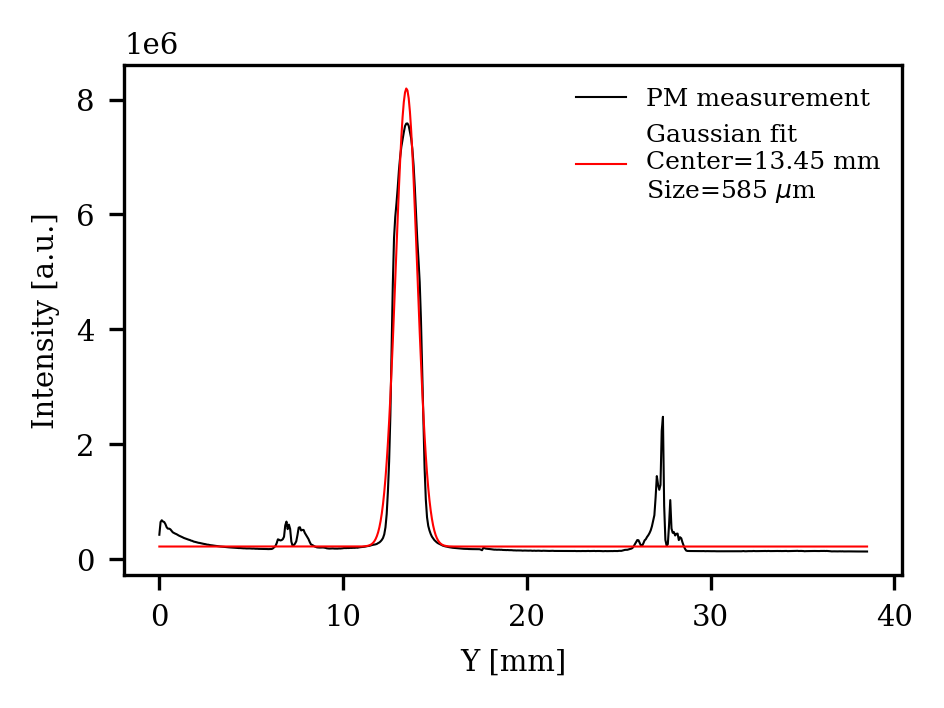 1e6
8
6
4
2
0
0 10 20 30 40
Intensity [a.u.]
Y [mm]
PM measurement
Gaussian fit
Center=13.45 mm
Size=585 μm